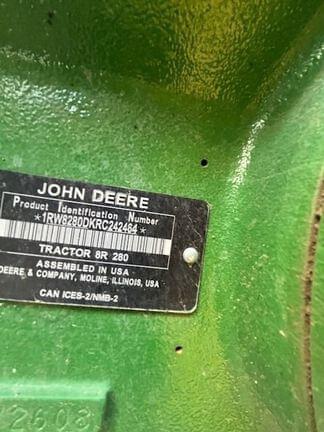 JOHN DEERE
Product Identification Number
*1RW8280DKRC242464*
TRACTOR 8R 280
ASSEMBLED IN USA
DEERE & COMPANY, MOLINE, ILLINOIS, USA
CAN ICES-2/NMB-2
2603